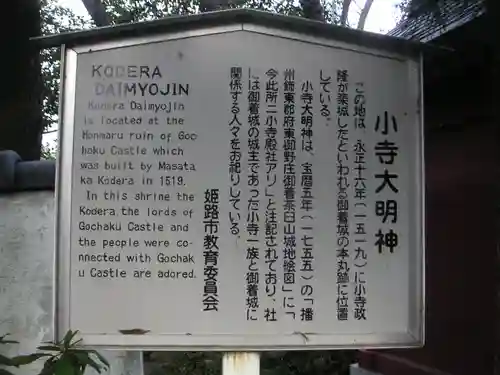 KODERA
DAIMYOJIN
Kodera Daimyojin
is located at the
Honmaru ruin of Goc
haku Castle which
was built by Masata
ka Kodera in 1519.
In this shrine the
Kodera, the lords of
Gochaku Castle and
the people were co-
nnected with Gochak
u Castle are adored.
小寺大明神
この地は、永正十六年(一五一九)に小寺政
隆が築城したといわれる御着城の本丸跡に位置
している。
小寺大明神は、宝暦五年(一七五五)の「播
州飾東郡府東御野庄御着茶臼山城地絵図」に「
今此所ニ小寺殿社アリ」と注記されており、社
には御着城の城主であった小寺一族と御着城に
関係する人々をお祀りしている。
姫路市教育委員会